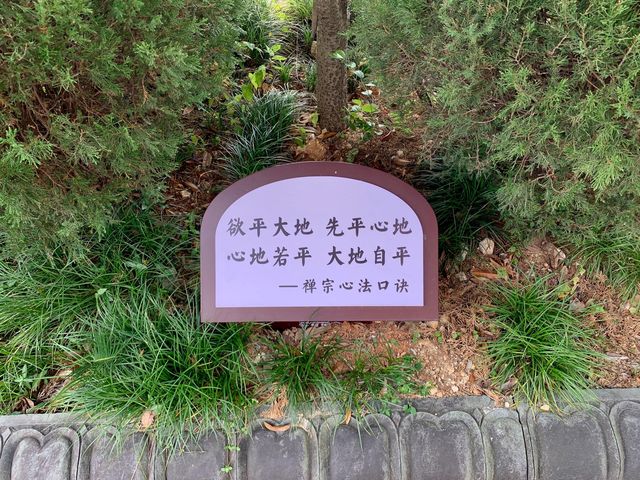 欲平大地 先平心地
心地若平 大地自平
—禅宗心法口诀